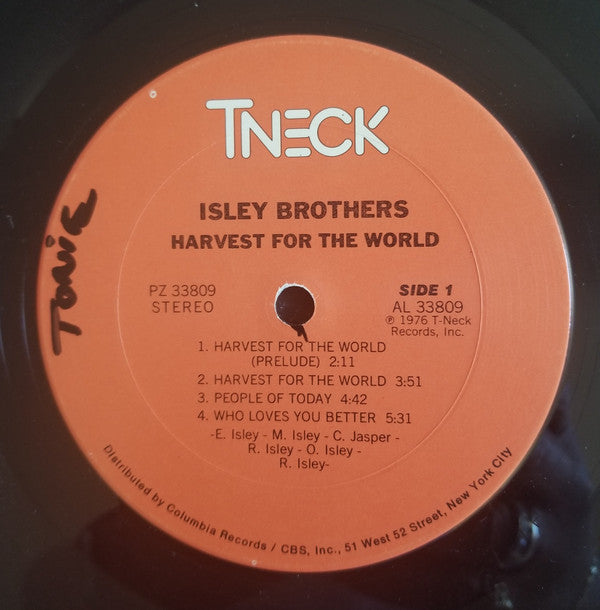 TNECK
ISLEY BROTHERS
HARVEST FOR THE WORLD
PZ 33809
STEREO
SIDE 1
AL 33809
℗ 1976 T-Neck
Records, Inc.
1. HARVEST FOR THE WORLD
(PRELUDE) 2:11
2. HARVEST FOR THE WORLD 3:51
3. PEOPLE OF TODAY 4:42
4. WHO LOVES YOU BETTER 5:31
-E. Isley - M. Isley - C. Jasper -
R. Isley - O. Isley -
R. Isley-
Distributed by Columbia Records / CBS, Inc., 51 West 52 Street, New York City